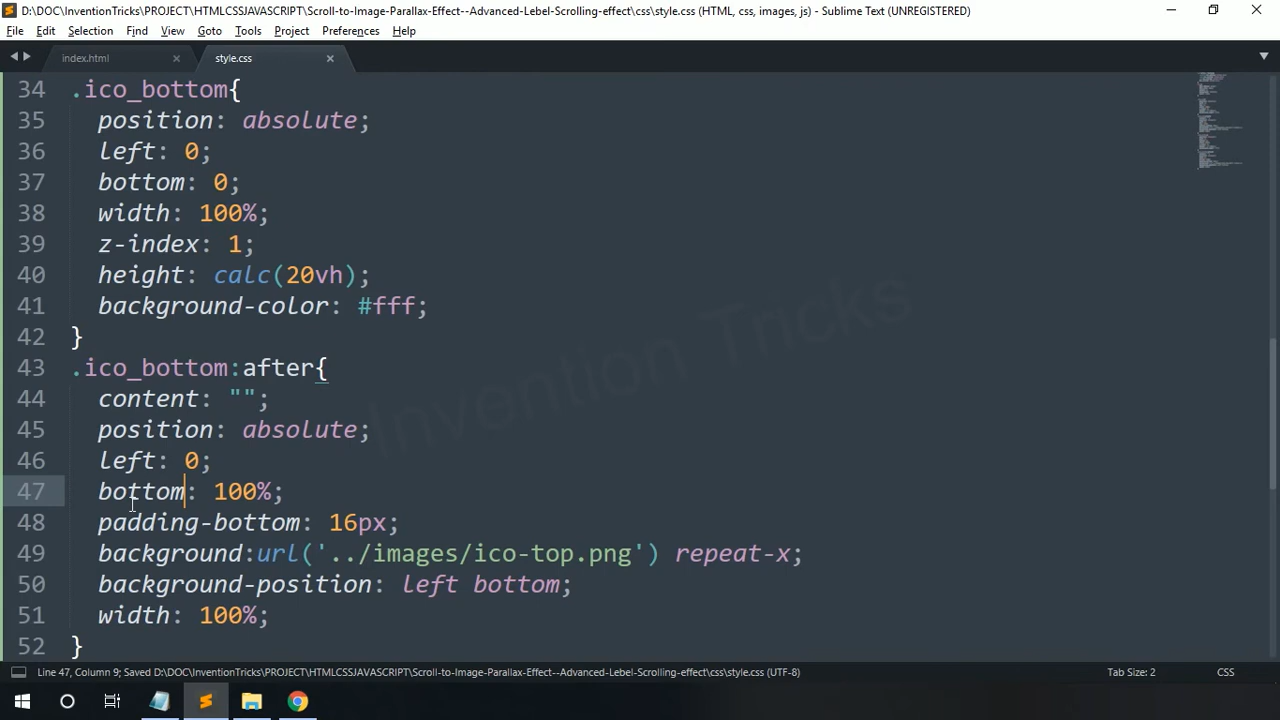 D:\DOC\InventionTricks\PROJECT\HTMLCSSJAVASCRIPT\Scroll-to-Image-Parallax-Effect--Advanced-Lebel-Scrolling-effect\css\style.css (HTML, css, images, js) - Sublime Text (UNREGISTERED)
File Edit Selection Find View Goto Tools Project Preferences Help
index.html style.css
34 .ico_bottom{
35 position: absolute;
36 left: 0;
37 bottom: 0;
38 width: 100%;
39 z-index: 1;
40 height: calc(20vh);
41 background-color: #fff;
42 }
43 .ico_bottom:after{
44 content: "";
45 position: absolute;
46 left: 0;
47 bottom: 100%;
48 padding-bottom: 16px;
49 background:url('../images/ico-top.png') repeat-x;
50 background-position: left bottom;
51 width: 100%;
52 }
Invention Tricks
Line 47, Column 9; Saved D:\DOC\InventionTricks\PROJECT\HTMLCSSJAVASCRIPT\Scroll-to-Image-Parallax-Effect--Advanced-Lebel-Scrolling-effect\css\style.css (UTF-8) Tab Size: 2 CSS